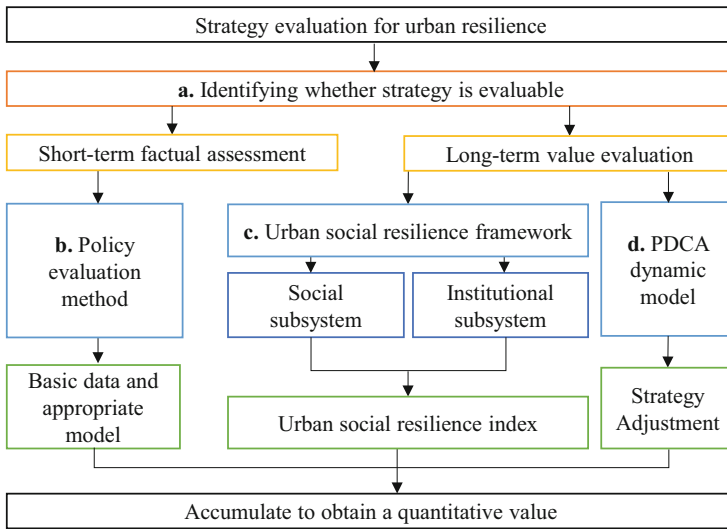 Strategy evaluation for urban resilience
a. Identifying whether strategy is evaluable
Short-term factual assessment
Long-term value evaluation
b. Policy
evaluation
method
c. Urban social resilience framework
d. PDCA
dynamic
model
Social
subsystem
Institutional
subsystem
Basic data and
appropriate
model
Urban social resilience index
Strategy
Adjustment
Accumulate to obtain a quantitative value